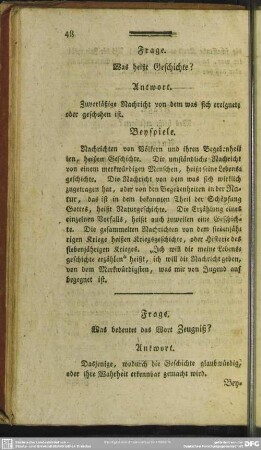 48
Frage.
Was heißt Geschichte?
Antwort.
Zuverläßige Nachricht von dem was sich ereignet
oder geschehen ist.
Beyspiele.
Nachrichten von Völkern und ihren Begebenhei-
ten, heißen Geschichte. Die umständliche Nachricht
von einem merkwürdigen Menschen, heißt seine Lebens-
geschichte. Die Nachricht von dem was sich wirklich
zugetragen hat, oder von den Begebenheiten in der Na-
tur, das ist in dem bekannten Theil der Schöpfung
Gottes, heißt Naturgeschichte. Die Erzählung eines
einzelnen Vorfalls, heißt auch zuweilen eine Geschich-
te. Die gesammelten Nachrichten von dem siebenjäh-
rigen Kriege heißen Kriegsgeschichte, oder Historie des
siebenjährigen Krieges. „Ich will dir meine Lebens-
geschichte erzählen" heißt, ich will dir Nachricht geben,
von dem Merkwürdigsten, was mir von Jugend auf
begegnet ist.
Frage.
Was bedeutet das Wort Zeugniß?
Antwort.
Dasjenige, wodurch die Geschichte glaubwürdig,
oder ihre Wahrheit erkennbar gemacht wird.
Bey-